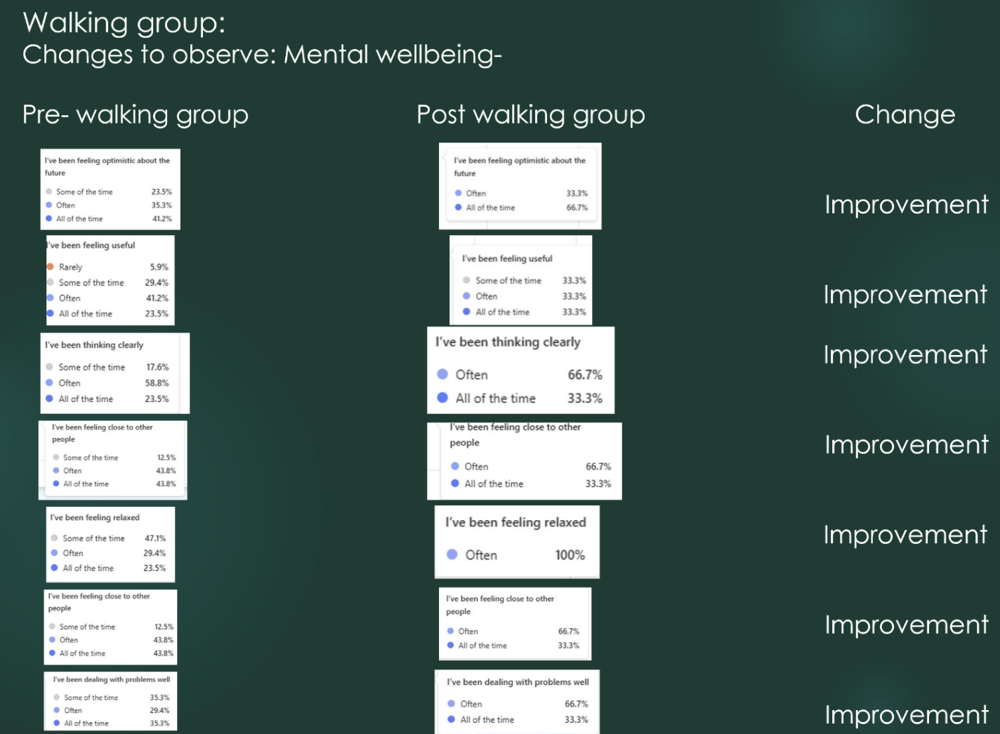 Walking group:
Changes to observe: Mental wellbeing-
Pre- walking group
Post walking group
Change
I've been feeling optimistic about the
future
Some of the time 23.5%
Often 35.3%
All of the time 41.2%
I've been feeling optimistic about the
future
Often 33.3%
All of the time 66.7%
Improvement
I've been feeling useful
Rarely 5.9%
Some of the time 29.4%
Often 41.2%
All of the time 23.5%
I've been feeling useful
Some of the time 33.3%
Often 33.3%
All of the time 33.3%
Improvement
I've been thinking clearly
Some of the time 17.6%
Often 58.8%
All of the time 23.5%
I've been thinking clearly
Often 66.7%
All of the time 33.3%
Improvement
I've been feeling close to other
people
Some of the time 12.5%
Often 43.8%
All of the time 43.8%
I've been feeling close to other
people
Often 66.7%
All of the time 33.3%
Improvement
I've been feeling relaxed
Some of the time 47.1%
Often 29.4%
All of the time 23.5%
I've been feeling relaxed
Often 100%
Improvement
I've been feeling close to other
people
Some of the time 12.5%
Often 43.8%
All of the time 43.8%
I've been feeling close to other
people
Often 66.7%
All of the time 33.3%
Improvement
I've been dealing with problems well
Some of the time 35.3%
Often 29.4%
All of the time 35.3%
I've been dealing with problems well
Often 66.7%
All of the time 33.3%
Improvement